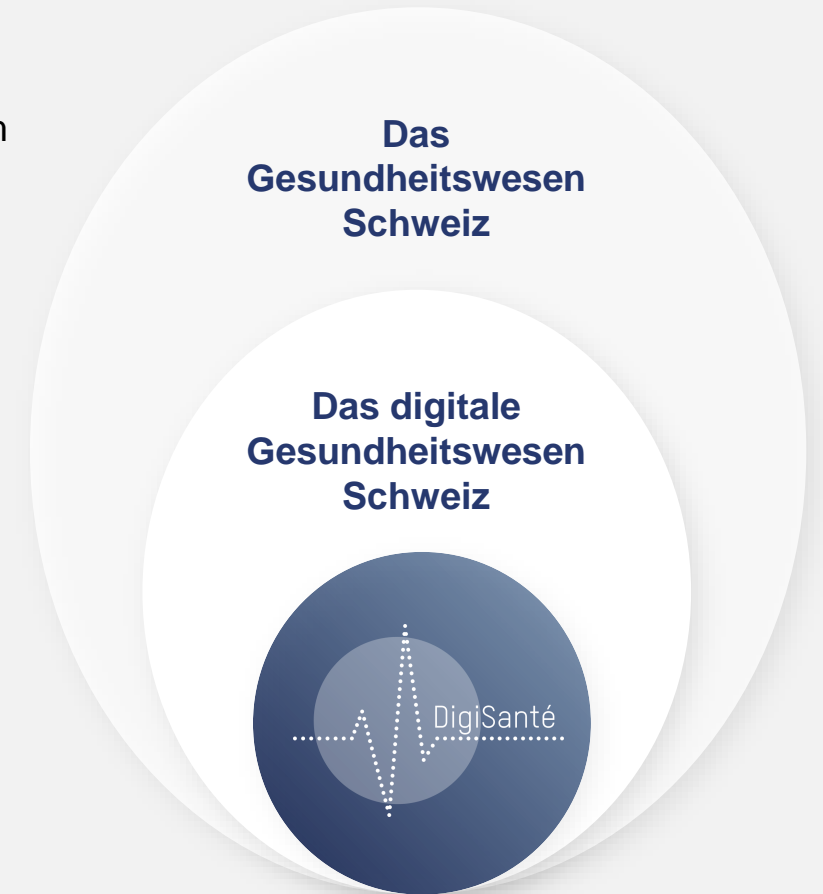 n
Das
Gesundheitswesen
Schweiz
Das digitale
Gesundheitswesen
Schweiz
DigiSanté